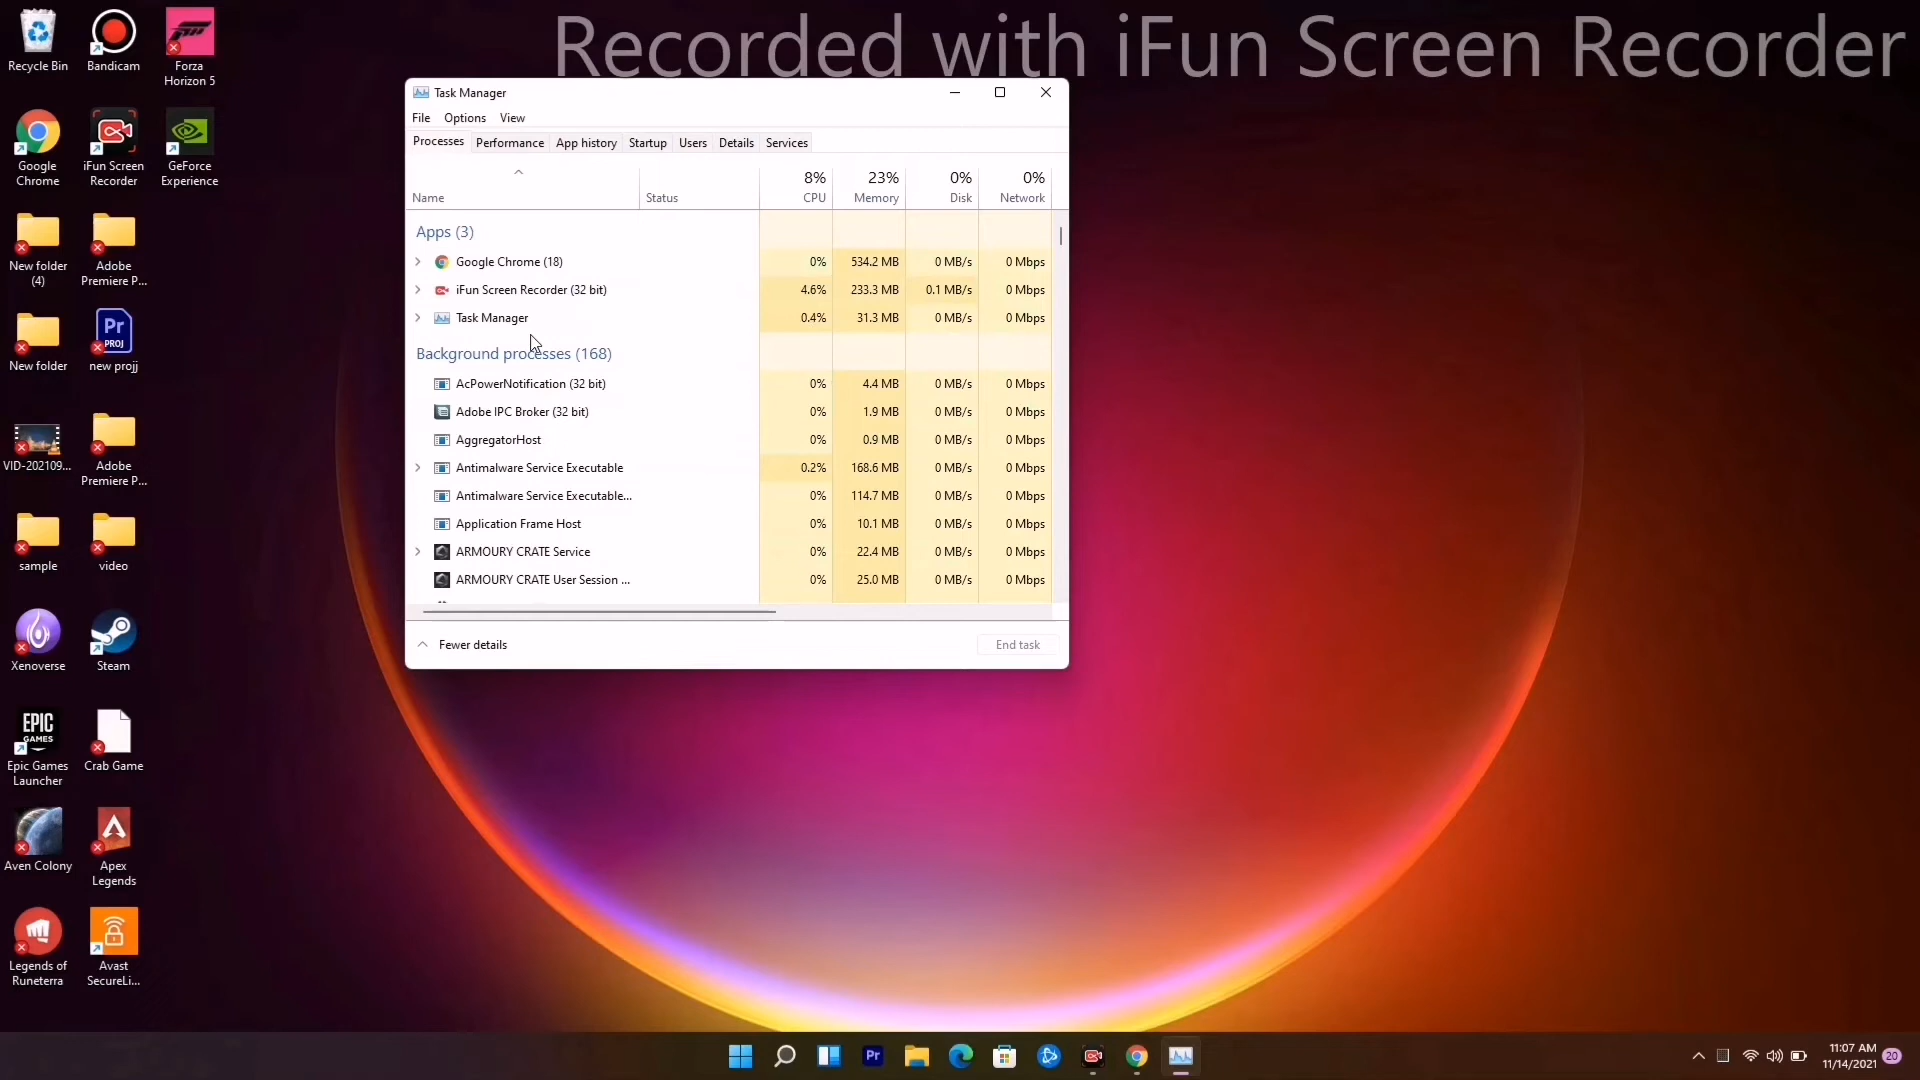 Recorded with iFun Screen Recorder
Recycle Bin
Bandicam
Forza
Horizon 5
Google
Chrome
iFun Screen
Recorder
GeForce
Experience
New folder
(4)
Adobe
Premiere P...
New folder
Pr
PROJ
new projj
VID-202109...
Adobe
Premiere P...
sample
video
Xenoverse
Steam
EPIC
GAMES
Epic Games
Launcher
Crab Game
Aven Colony
Apex
Legends
Legends of
Runeterra
Avast
SecureLi...
Task Manager
File Options View
Processes Performance App history Startup Users Details Services
8% 23% 0% 0%
Name Status CPU Memory Disk Network
Apps (3)
Google Chrome (18) 0% 534.2 MB 0 MB/s 0 Mbps
iFun Screen Recorder (32 bit) 4.6% 233.3 MB 0.1 MB/s 0 Mbps
Task Manager 0.4% 31.3 MB 0 MB/s 0 Mbps
Background processes (168)
AcPowerNotification (32 bit) 0% 4.4 MB 0 MB/s 0 Mbps
Adobe IPC Broker (32 bit) 0% 1.9 MB 0 MB/s 0 Mbps
AggregatorHost 0% 0.9 MB 0 MB/s 0 Mbps
Antimalware Service Executable 0.2% 168.6 MB 0 MB/s 0 Mbps
Antimalware Service Executable... 0% 114.7 MB 0 MB/s 0 Mbps
Application Frame Host 0% 10.1 MB 0 MB/s 0 Mbps
ARMOURY CRATE Service 0% 22.4 MB 0 MB/s 0 Mbps
ARMOURY CRATE User Session ... 0% 25.0 MB 0 MB/s 0 Mbps
Fewer details End task
Pr
11:07 AM
11/14/2021 20